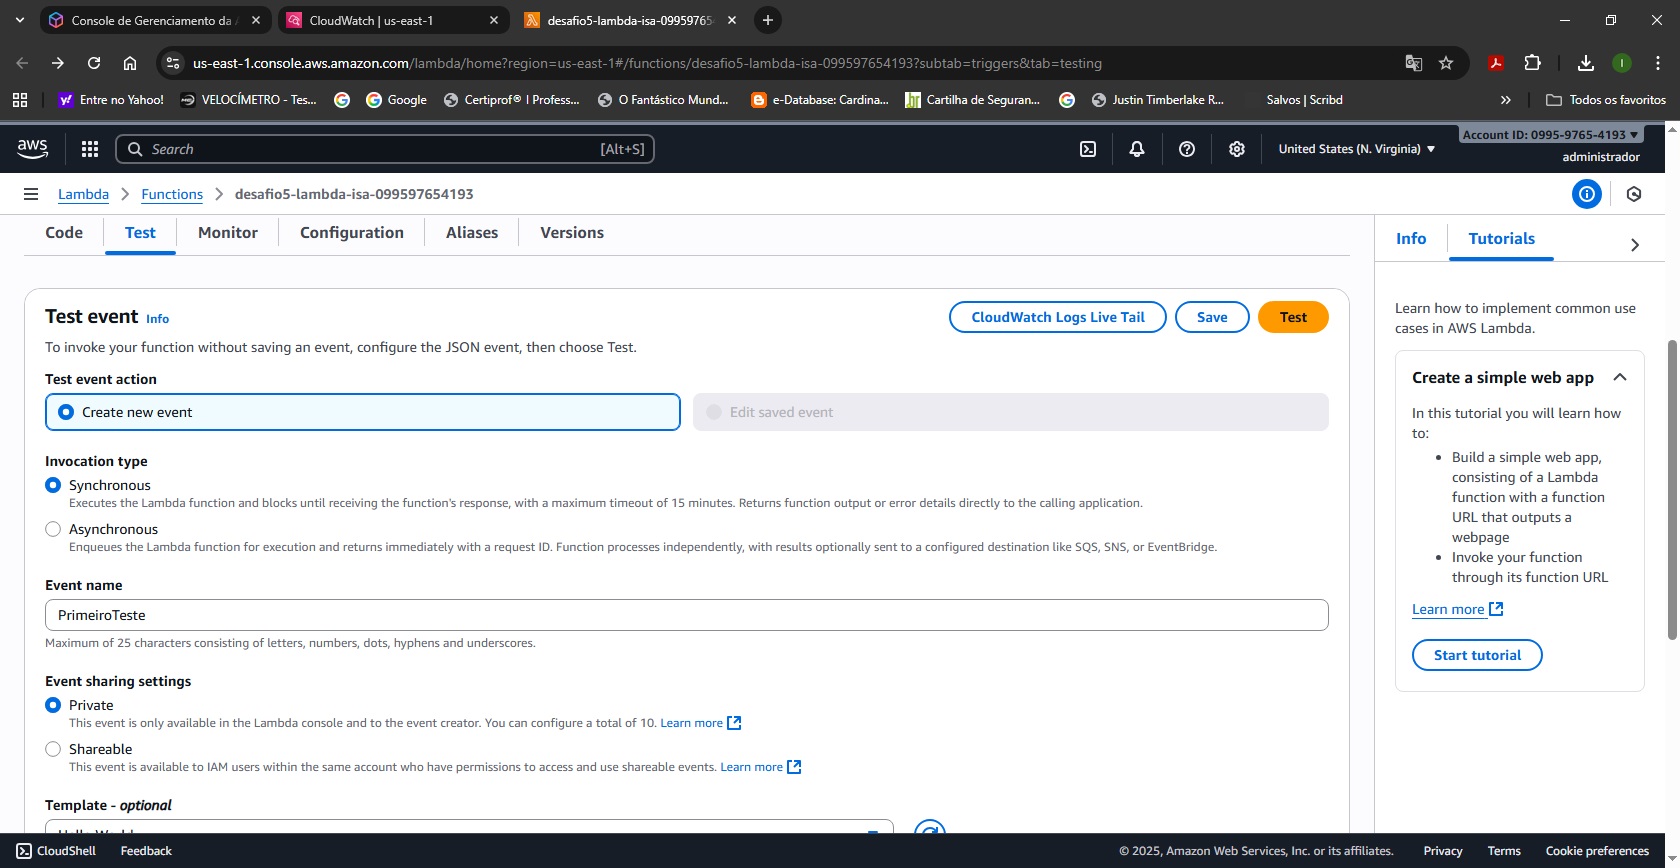 Console de Gerenciamento da
CloudWatch | us-east-1
desafio5-lambda-isa-09959765
us-east-1.console.aws.amazon.com/lambda/home?region=us-east-1#/functions/desafio5-lambda-isa-099597654193?subtab=triggers&tab=testing
I
Entre no Yahoo!
VELOCÍMETRO - Tes...
Google
Certiprof® l Profess...
O Fantástico Mund...
e-Database: Cardina...
Cartilha de Seguran...
Justin Timberlake R...
Salvos | Scribd
Todos os favoritos
aws
Search
[Alt+S]
United States (N. Virginia)
Account ID: 0995-9765-4193
administrador
Lambda
Functions
desafio5-lambda-isa-099597654193
Code
Test
Monitor
Configuration
Aliases
Versions
Info
Tutorials
Test event Info
CloudWatch Logs Live Tail
Save
Test
To invoke your function without saving an event, configure the JSON event, then choose Test.
Test event action
Create new event
Edit saved event
Invocation type
Synchronous
Executes the Lambda function and blocks until receiving the function's response, with a maximum timeout of 15 minutes. Returns function output or error details directly to the calling application.
Asynchronous
Enqueues the Lambda function for execution and returns immediately with a request ID. Function processes independently, with results optionally sent to a configured destination like SQS, SNS, or EventBridge.
Event name
PrimeiroTeste
Maximum of 25 characters consisting of letters, numbers, dots, hyphens and underscores.
Event sharing settings
Private
This event is only available in the Lambda console and to the event creator. You can configure a total of 10. Learn more
Shareable
This event is available to IAM users within the same account who have permissions to access and use shareable events. Learn more
Template - optional
Learn how to implement common use
cases in AWS Lambda.
Create a simple web app
In this tutorial you will learn how
to:
• Build a simple web app,
consisting of a Lambda
function with a function
URL that outputs a
webpage
• Invoke your function
through its function URL
Learn more
Start tutorial
CloudShell
Feedback
© 2025, Amazon Web Services, Inc. or its affiliates.
Privacy
Terms
Cookie preferences